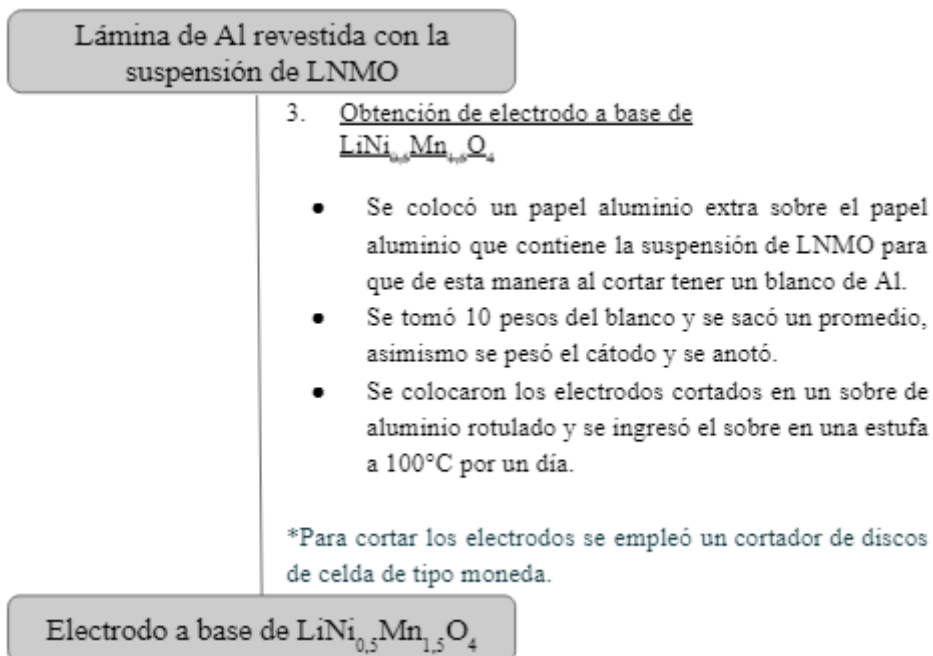 Lámina de Al revestida con la
suspensión de LNMO
3. Obtención de electrodo a base de
LiNi₀,₅Mn₁,₅O₄
● Se colocó un papel aluminio extra sobre el papel
aluminio que contiene la suspensión de LNMO para
que de esta manera al cortar tener un blanco de Al.
● Se tomó 10 pesos del blanco y se sacó un promedio,
asimismo se pesó el cátodo y se anotó.
● Se colocaron los electrodos cortados en un sobre de
aluminio rotulado y se ingresó el sobre en una estufa
a 100°C por un día.
*Para cortar los electrodos se empleó un cortador de discos
de celda de tipo moneda.
Electrodo a base de LiNi₀,₅Mn₁,₅O₄